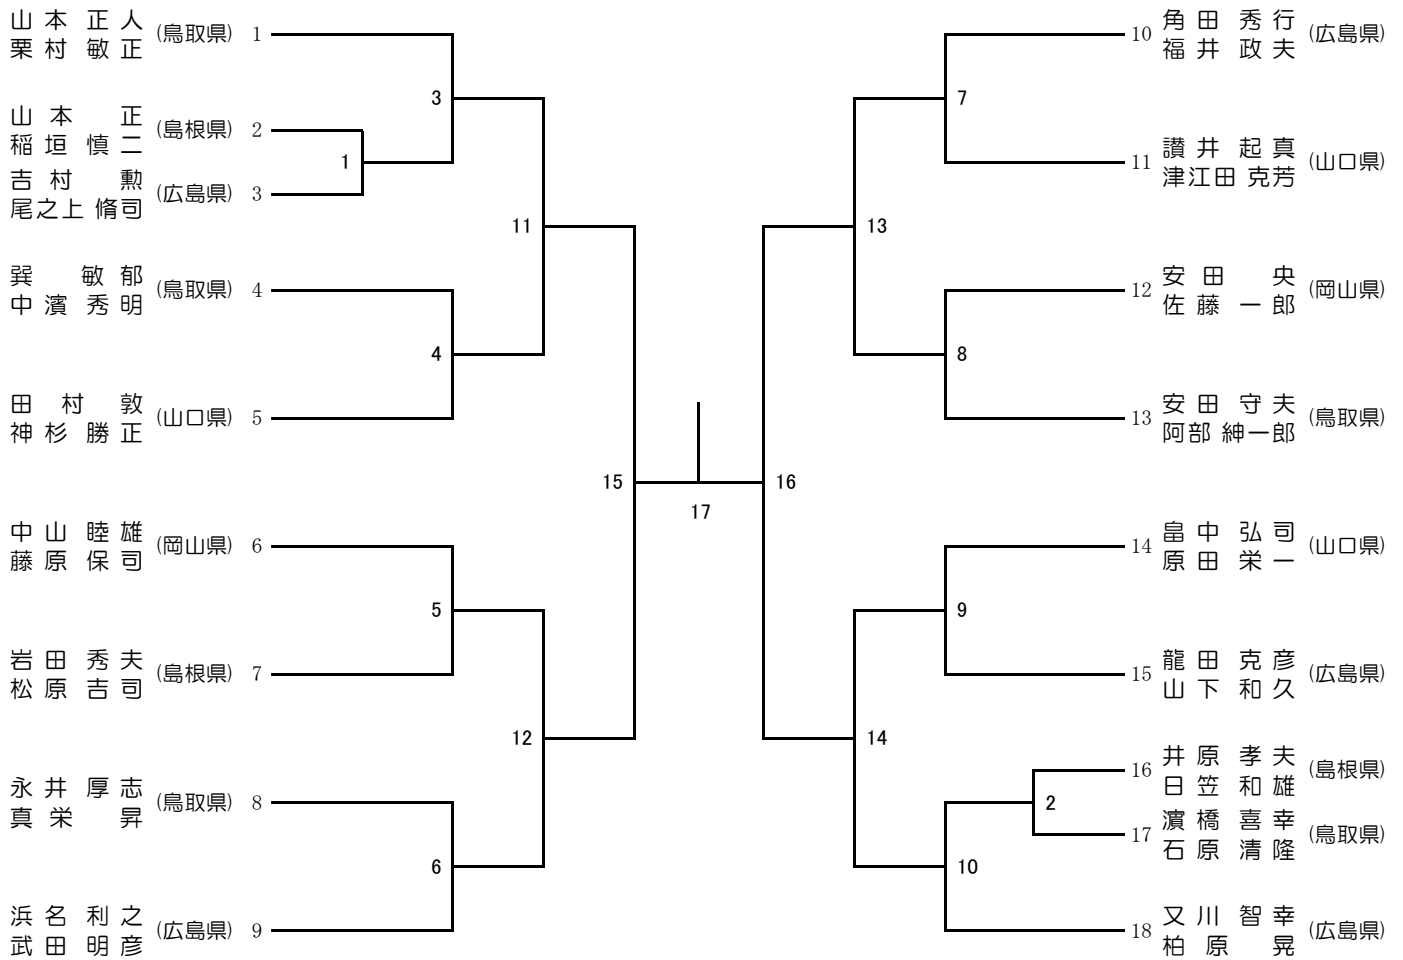 山本 正人
栗村 敏正
(鳥取県) 1
山本 正
稲垣 慎二
(島根県) 2
吉村 勲
尾之上 脩司
(広島県) 3
巽 敏郁
中濱 秀明
(鳥取県) 4
田村 敦
神杉 勝正
(山口県) 5
中山 睦雄
藤原 保司
(岡山県) 6
岩田 秀夫
松原 吉司
(島根県) 7
永井 厚志
真栄 昇
(鳥取県) 8
浜名 利之
武田 明彦
(広島県) 9
3
1
11
4
15
5
12
6
17
16
7
13
8
9
14
2
10
10 角田 秀行
福井 政夫
(広島県)
11 讃井 起真
津江田 克芳
(山口県)
12 安田 央
佐藤 一郎
(岡山県)
13 安田 守夫
阿部 紳一郎
(鳥取県)
14 畠中 弘司
原田 栄一
(山口県)
15 龍田 克彦
山下 和久
(広島県)
16 井原 孝夫
日笠 和雄
(島根県)
17 濵橋 喜幸
石原 清隆
(鳥取県)
18 又川 智幸
柏原 晃
(広島県)